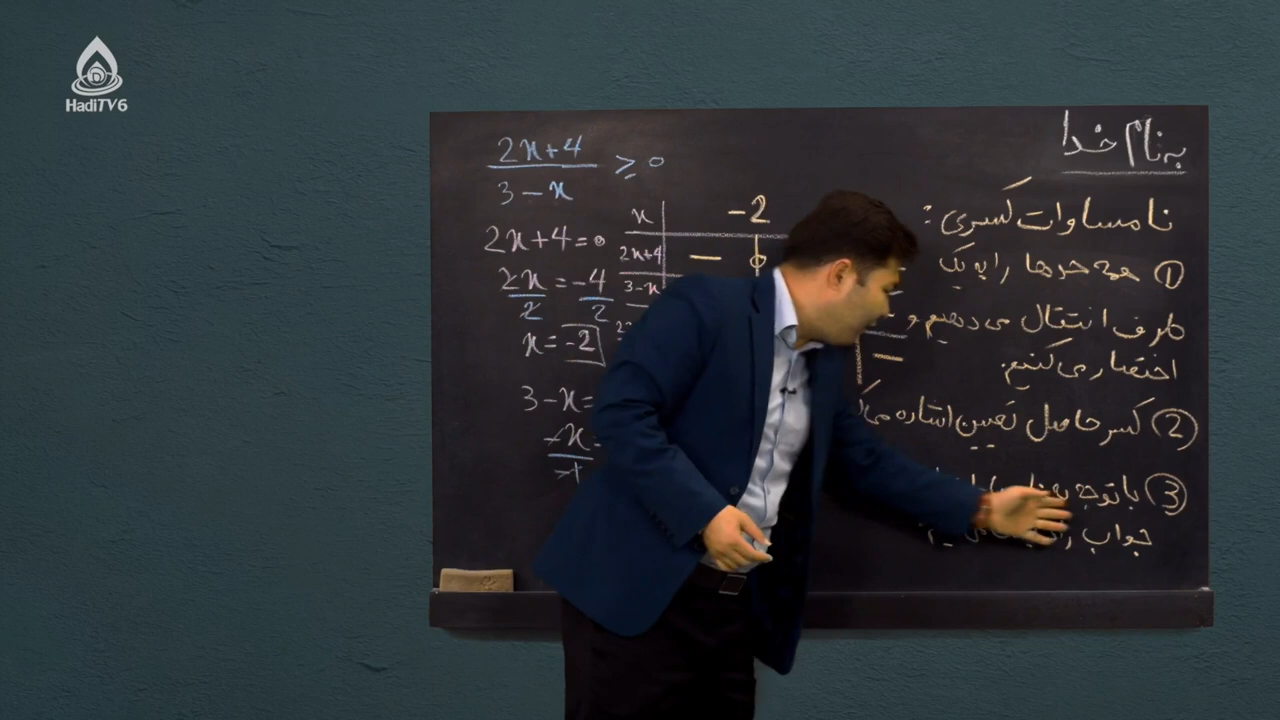 HadiTV6
به نام خدا
نامساوات کسری :
① همه حدها را به یک
طرف انتقال می دهیم و
اختصار می کنیم.
② کسر حاصل تعیین اشاره می
③ با توجه به
جواب
2x+4
3-x
≥ 0
2x+4=0
2x = -4
2 2
x = -2
3-x=
-x
-1
x -2
2x+4 -
3-x